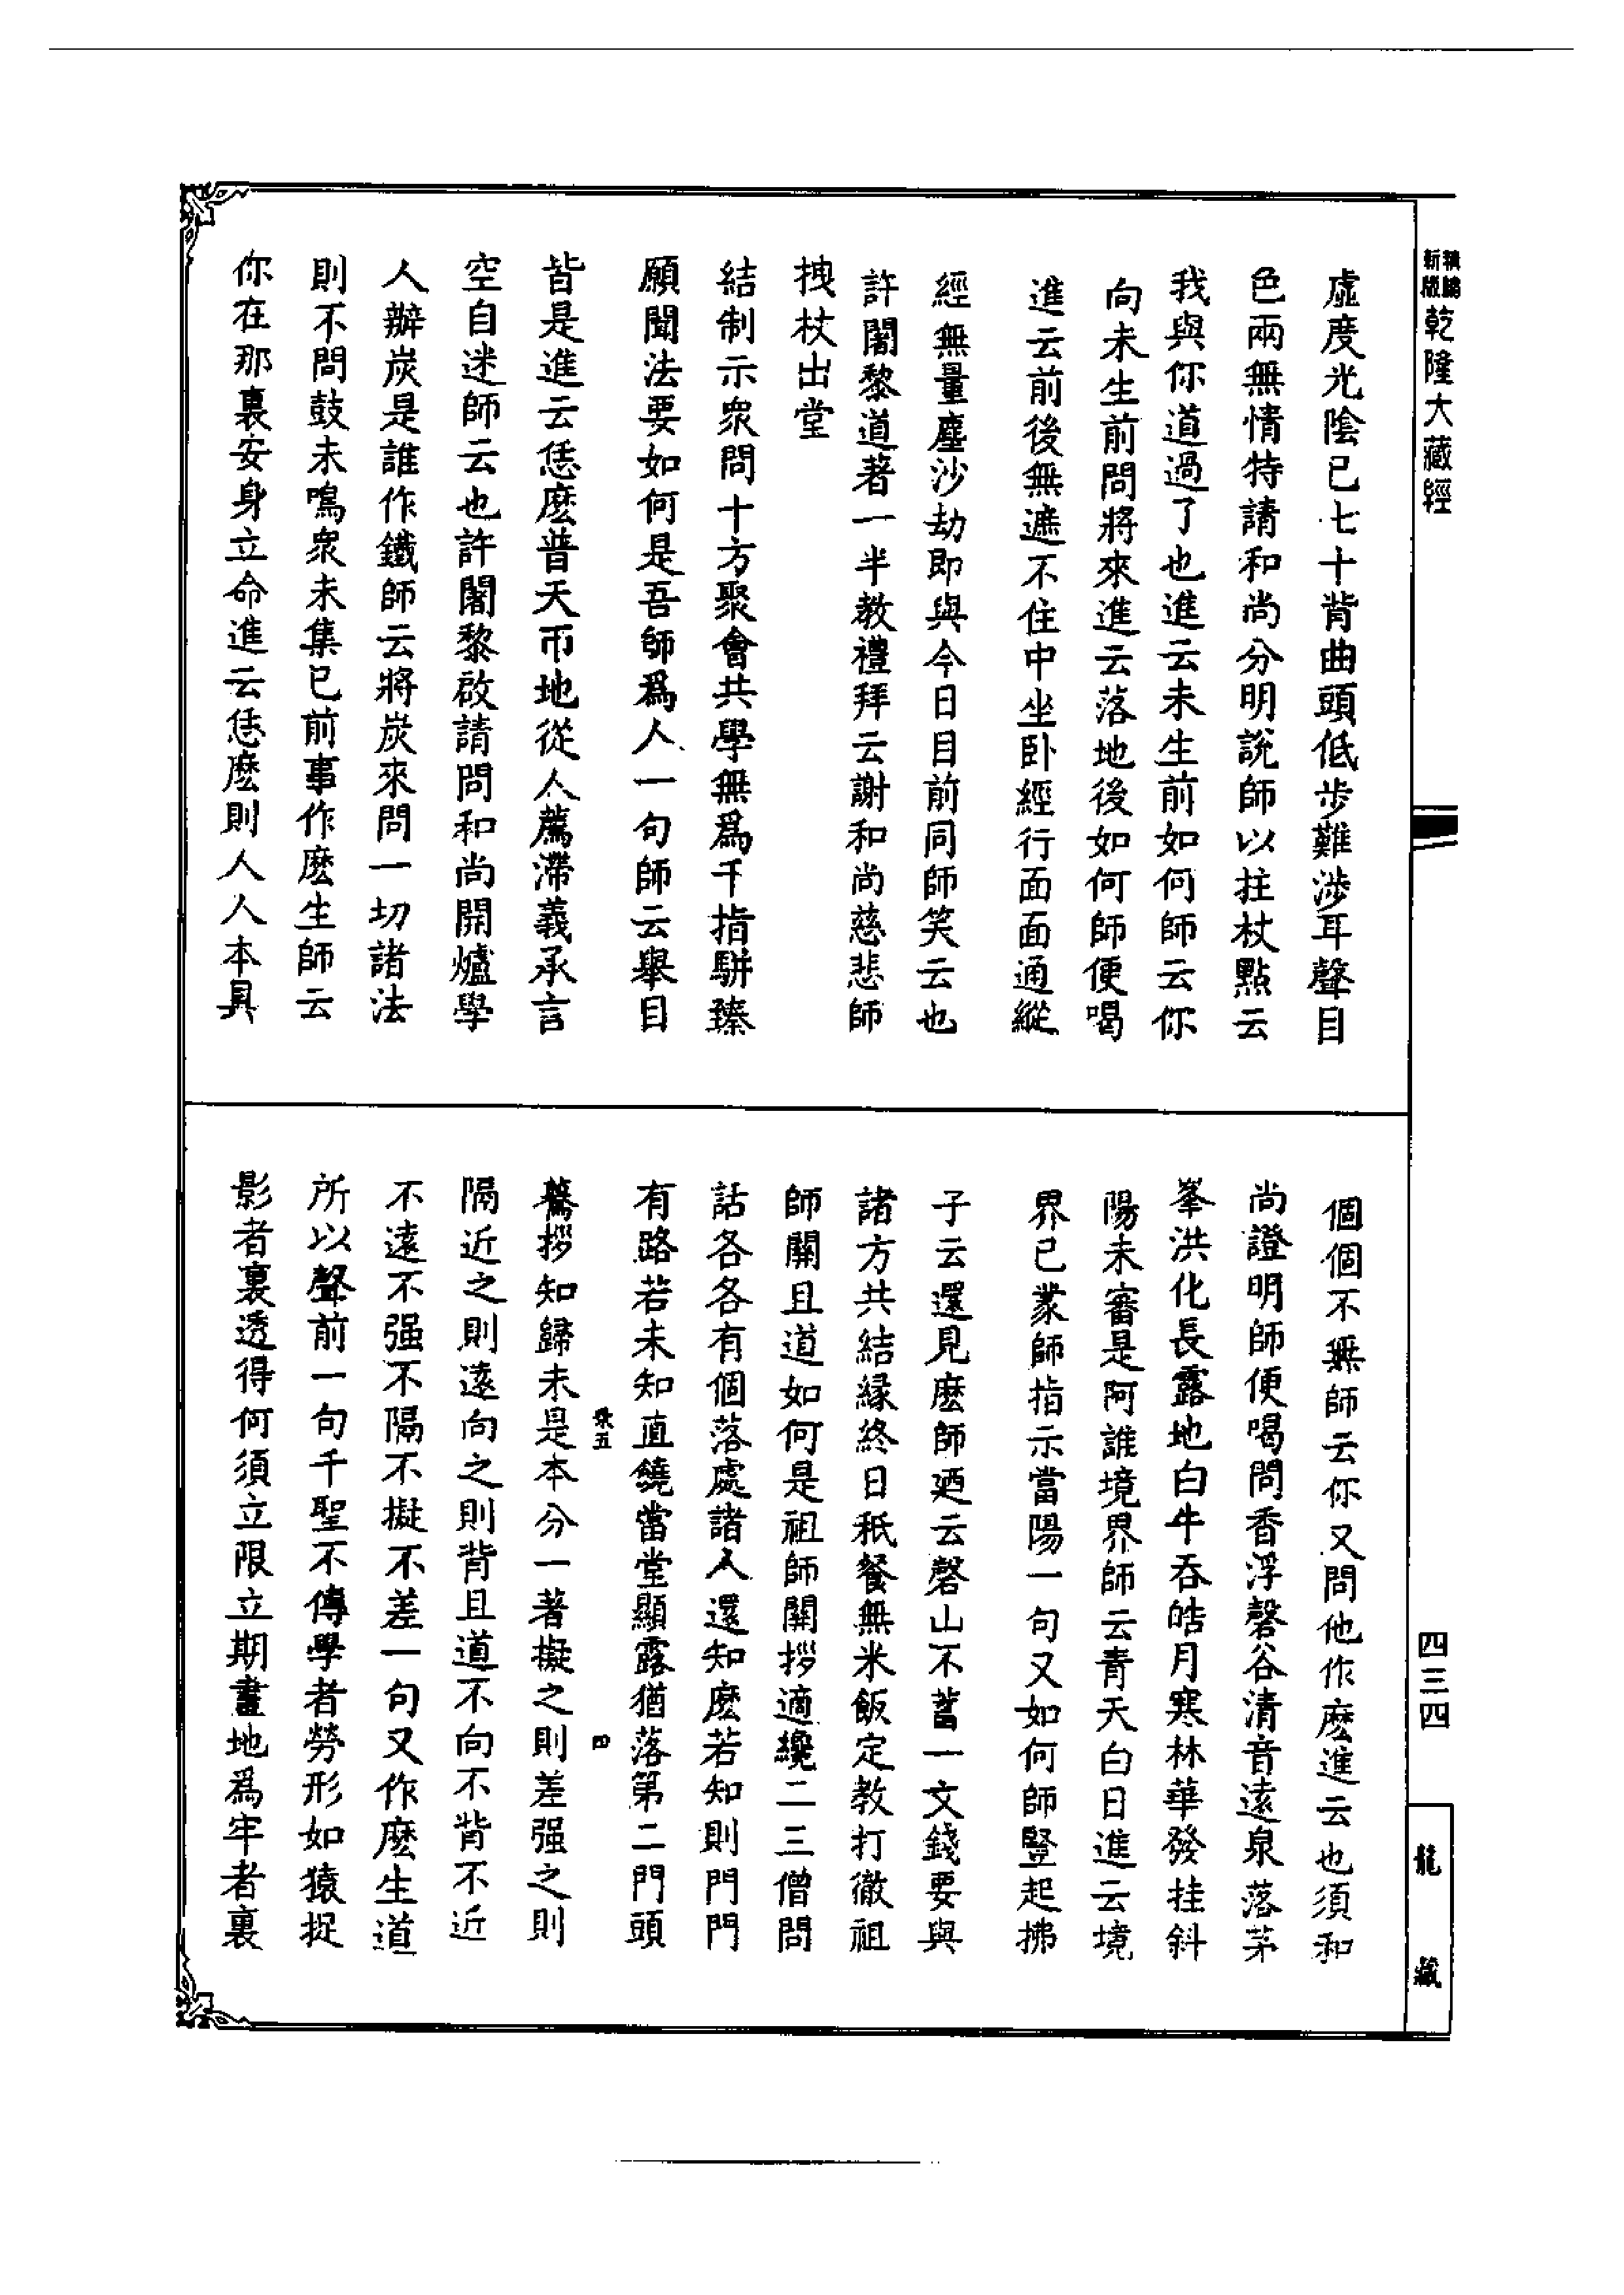 新縮
版彫
乾隆大藏經
虛度光陰已七十背曲頭低步難涉耳聲目
色兩無情特請和尚分明說師以拄杖點云
我與你道過了也進云未生前如何師云你
向未生前問將來進云落地後如何師便喝
進云前後無遮不住中坐卧經行面面通縱
經無量塵沙劫即與今日目前同師笑云也
許闍黎道著一半教禮拜云謝和尚慈悲師
拽杖出堂
結制示衆問十方聚會共學無爲千指駢臻
願聞法要如何是吾師爲人一句師云舉目
皆是進云恁麽普天帀地從人薦滯義承言
空自迷師云也許闍黎啟請問和尚開爐學
人辦炭是誰作鐵師云將炭來問一切諸法
則不問鼓未鳴衆未集已前事作麽生師云
你在那裏安身立命進云恁麽則人人本具
個個不無師云你又問他作麽進云也須和
尚證明師便喝問香浮磬谷清音遠泉落茅
峯洪化長露地白牛吞皓月寒林華發挂斜
陽未審是阿誰境界師云青天白日進云境
界已蒙師指示當陽一句又如何師豎起拂
子云還見麽師廼云磬山不蓄一文錢要與
諸方共結緣終日秖餐無米飯定教打徹祖
師關且道如何是祖師關拶適纔二三僧問
話各各有個落處諸人還知麽若知則門門
有路若未知直饒當堂顯露猶落第二門頭
驀拶知歸未是本分一著擬之則差强之則
隔近之則遠向之則背且道不向不背不近
不遠不强不隔不擬不差一句又作麽生道
所以聲前一句千聖不傳學者勞形如猿捉
影者裏透得何須立限立期畫地爲牢者裏
四
四三四
龍藏